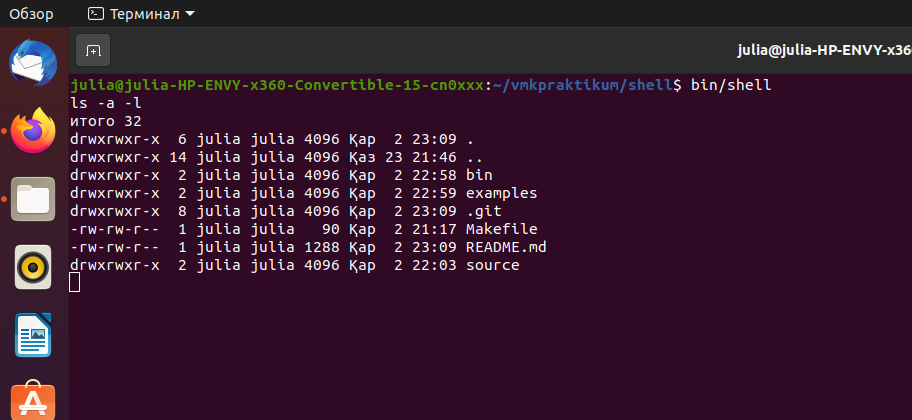 Обзор Терминал
julia@julia-HP-ENVY-x36
julia@julia-HP-ENVY-x360-Convertible-15-cn0xxx:~/vmkpraktikum/shell$ bin/shell
ls -a -l
итого 32
drwxrwxr-x  6 julia julia 4096 Қар  2 23:09 .
drwxrwxr-x 14 julia julia 4096 Қаз 23 21:46 ..
drwxrwxr-x  2 julia julia 4096 Қар  2 22:58 bin
drwxrwxr-x  2 julia julia 4096 Қар  2 22:59 examples
drwxrwxr-x  8 julia julia 4096 Қар  2 23:09 .git
-rw-rw-r--  1 julia julia   90 Қар  2 21:17 Makefile
-rw-rw-r--  1 julia julia 1288 Қар  2 23:09 README.md
drwxrwxr-x  2 julia julia 4096 Қар  2 22:03 source